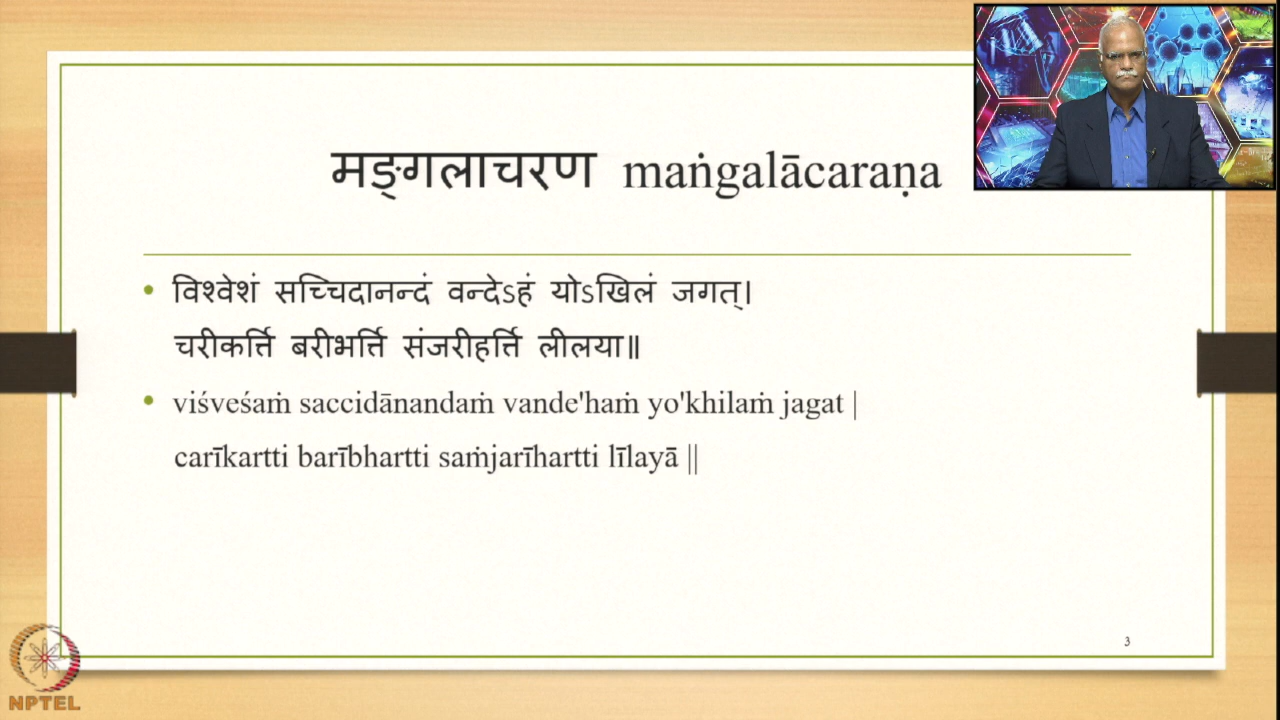 मङ्गलाचरण maṅgalācaraṇa
• विश्वेशं सच्चिदानन्दं वन्देऽहं योऽखिलं जगत्।
चरीकर्त्ति बरीभर्त्ति संजरीहर्त्ति लीलया॥
• viśveśaṁ saccidānandaṁ vande'haṁ yo'khilaṁ jagat |
carīkartti barībhartti saṁjarīhartti līlayā ||
3
NPTEL